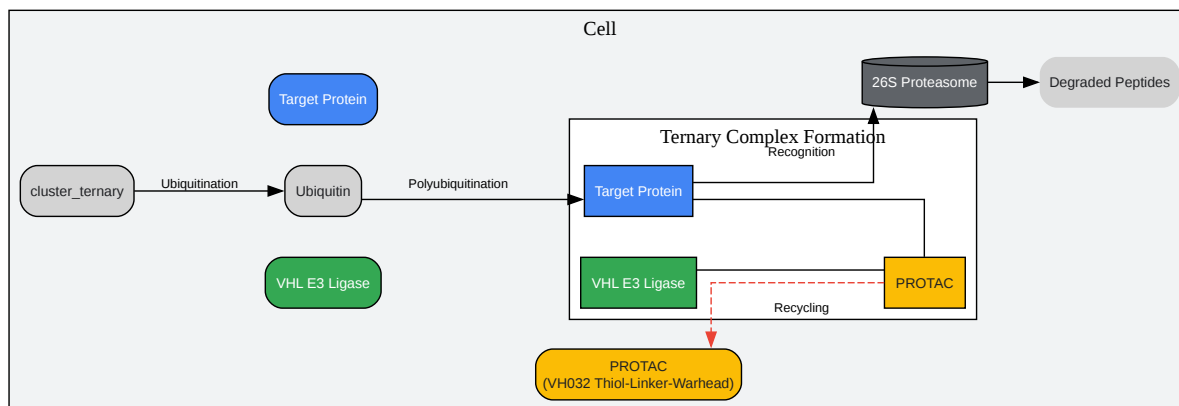 Cell
Target Protein
26S Proteasome
Degraded Peptides
Ternary Complex Formation
Recognition
cluster_ternary
Ubiquitination
Ubiquitin
Polyubiquitination
Target Protein
VHL E3 Ligase
VHL E3 Ligase
PROTAC
Recycling
PROTAC
(VH032 Thiol-Linker-Warhead)